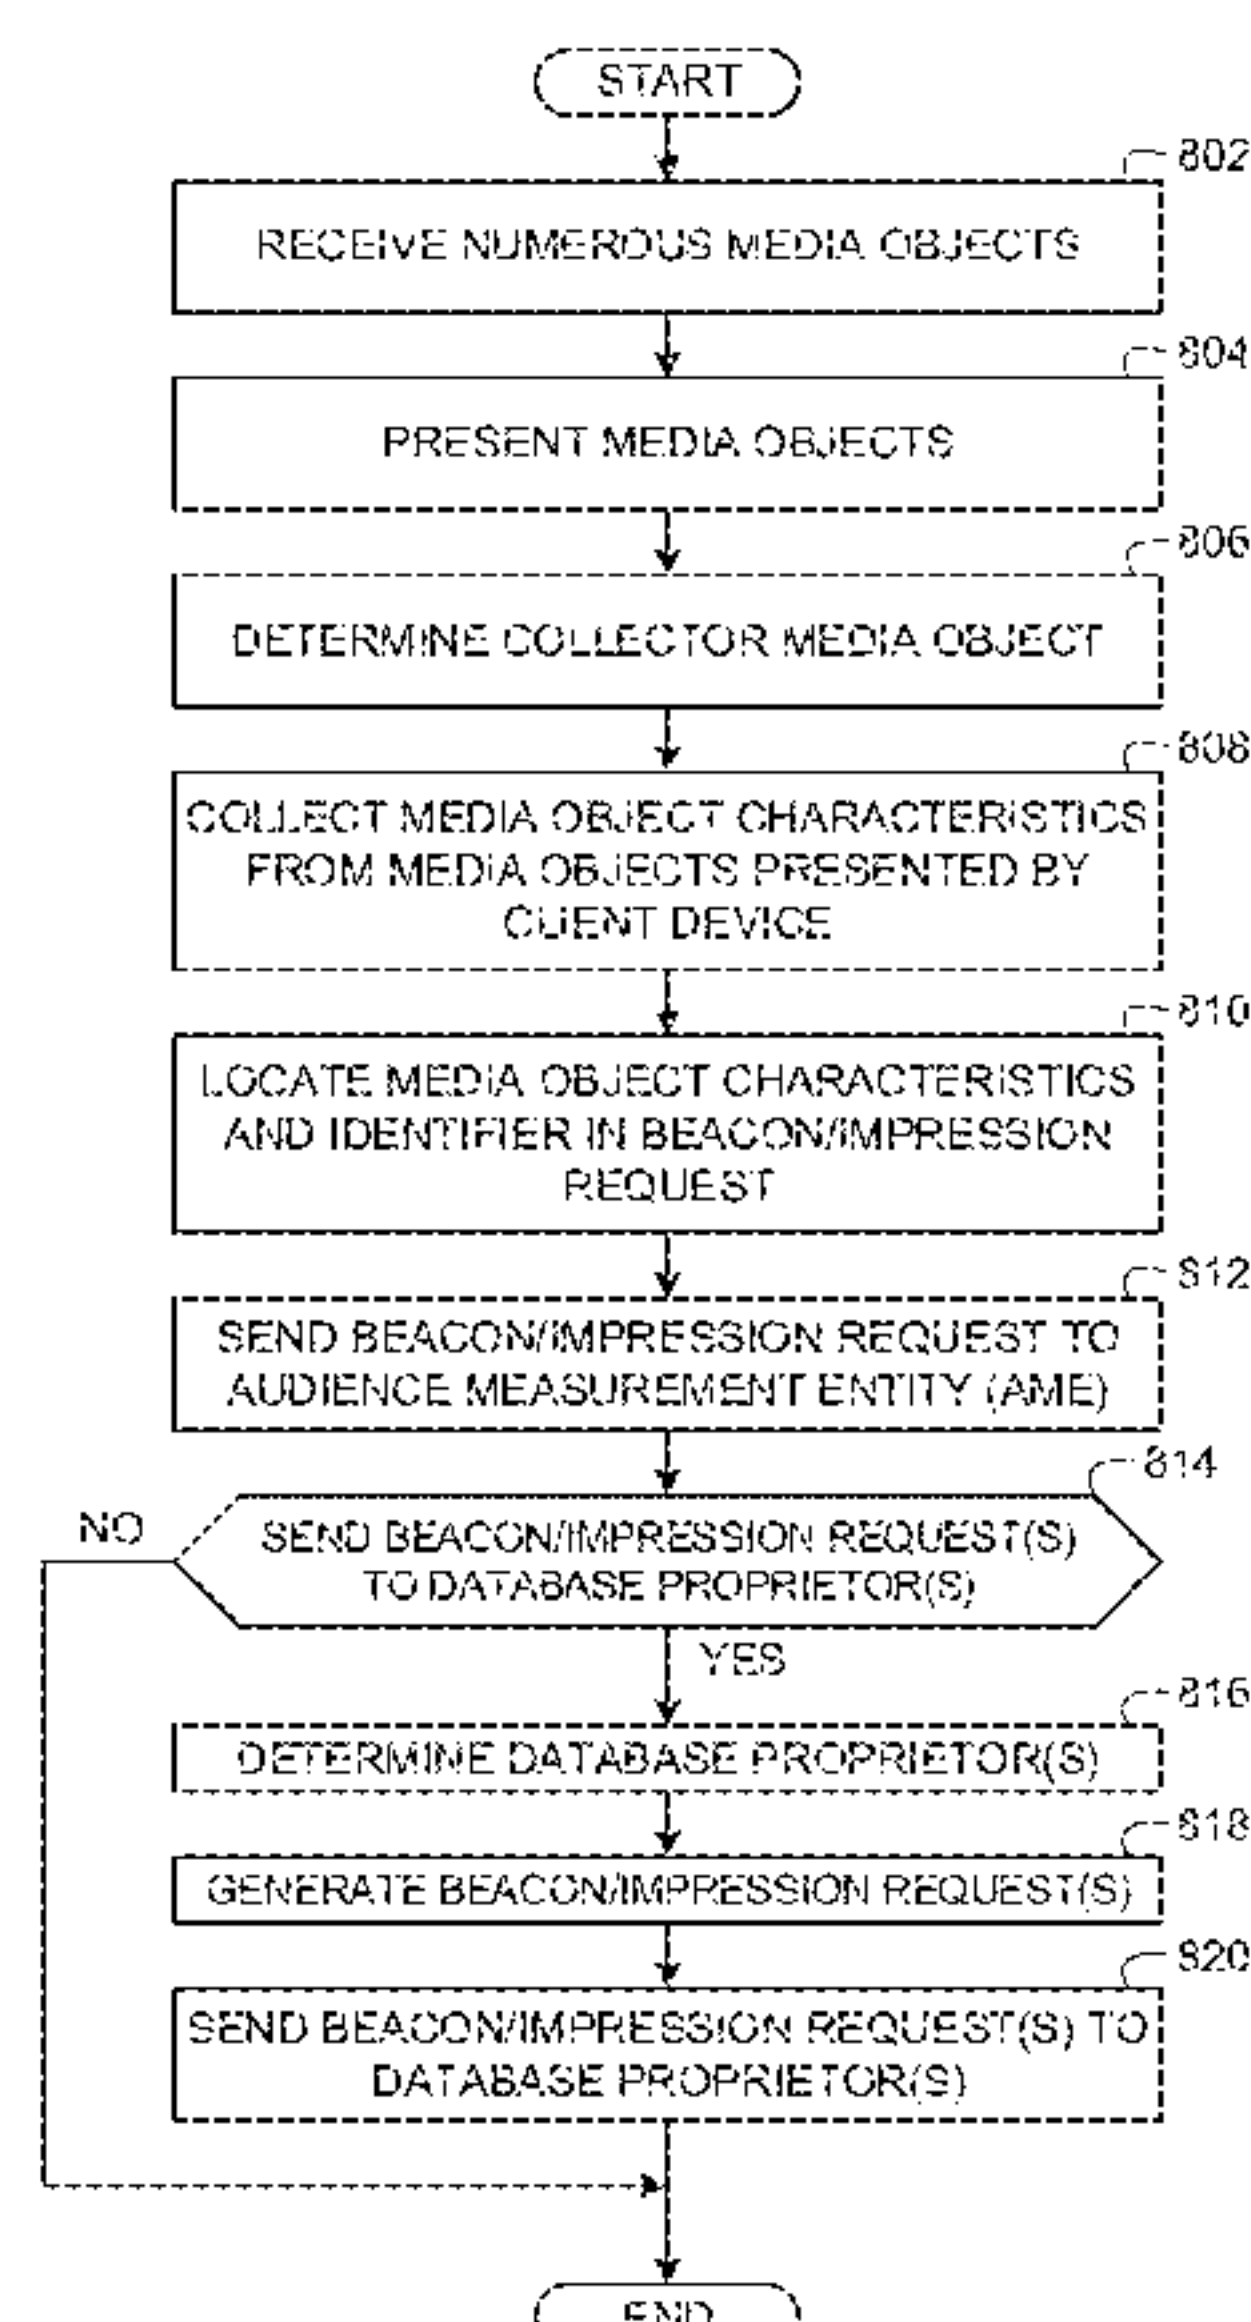 START
802
RECEIVE NUMEROUS MEDIA OBJECTS
804
PRESENT MEDIA OBJECTS
806
DETERMINE COLLECTOR MEDIA OBJECT
808
COLLECT MEDIA OBJECT CHARACTERISTICS
FROM MEDIA OBJECTS PRESENTED BY
CLIENT DEVICE
810
LOCATE MEDIA OBJECT CHARACTERISTICS
AND IDENTIFIER IN BEACON/IMPRESSION
REQUEST
812
SEND BEACON/IMPRESSION REQUEST TO
AUDIENCE MEASUREMENT ENTITY (AME)
814
NO
SEND BEACON/IMPRESSION REQUEST(S)
TO DATABASE PROPRIETOR(S)
YES
816
DETERMINE DATABASE PROPRIETOR(S)
818
GENERATE BEACON/IMPRESSION REQUEST(S)
820
SEND BEACON/IMPRESSION REQUEST(S) TO
DATABASE PROPRIETOR(S)
END